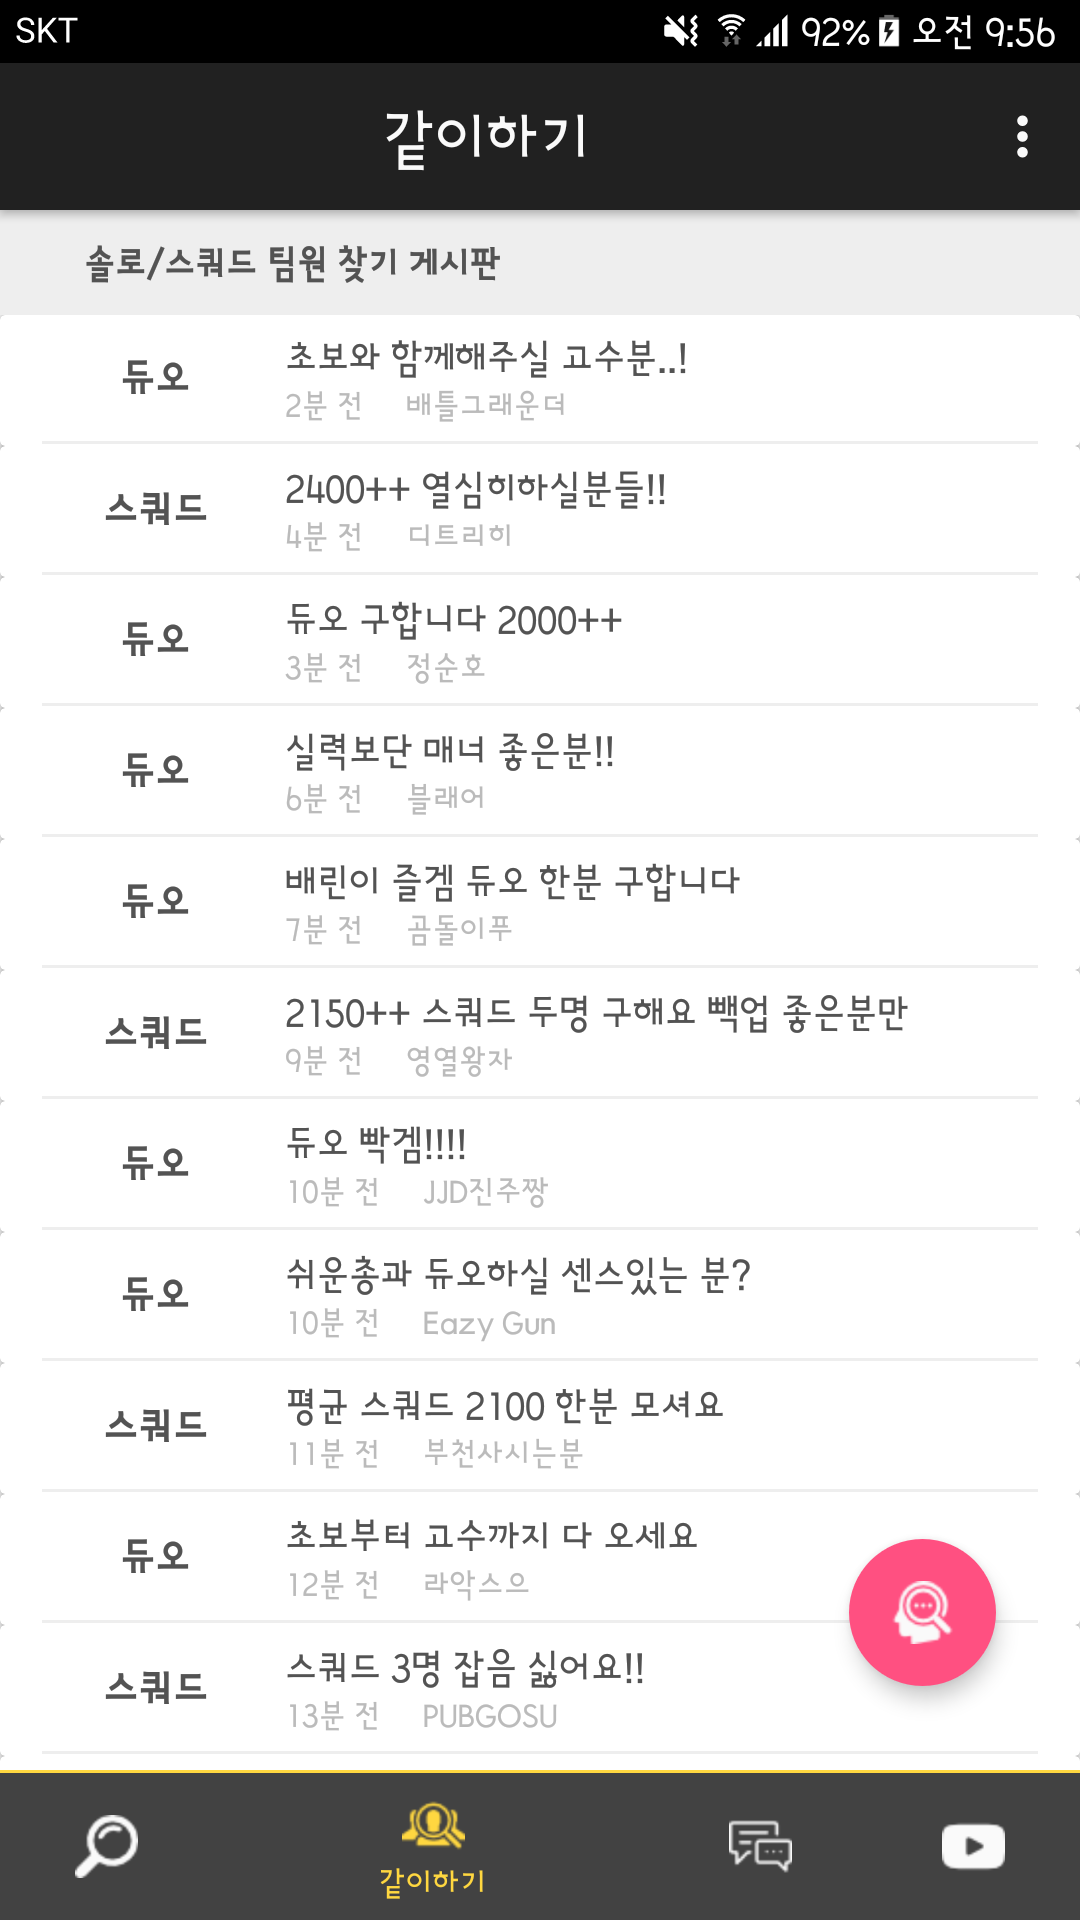 SKT 92% 오전 9:56
같이하기
솔로/스쿼드 팀원 찾기 게시판
듀오 초보와 함께해주실 고수분..!
2분 전 배틀그래운더
스쿼드 2400++ 열심히하실분들!!
4분 전 디트리히
듀오 듀오 구합니다 2000++
3분 전 정순호
듀오 실력보단 매너 좋은분!!
6분 전 블래어
듀오 배린이 즐겜 듀오 한분 구합니다
7분 전 곰돌이푸
스쿼드 2150++ 스쿼드 두명 구해요 빽업 좋은분만
9분 전 영열왕자
듀오 듀오 빡겜!!!!
10분 전 JJD진주짱
듀오 쉬운총과 듀오하실 센스있는 분?
10분 전 Eazy Gun
스쿼드 평균 스쿼드 2100 한분 모셔요
11분 전 부천사시는분
듀오 초보부터 고수까지 다 오세요
12분 전 라악스으
스쿼드 스쿼드 3명 잡음 싫어요!!
13분 전 PUBGOSU
같이하기